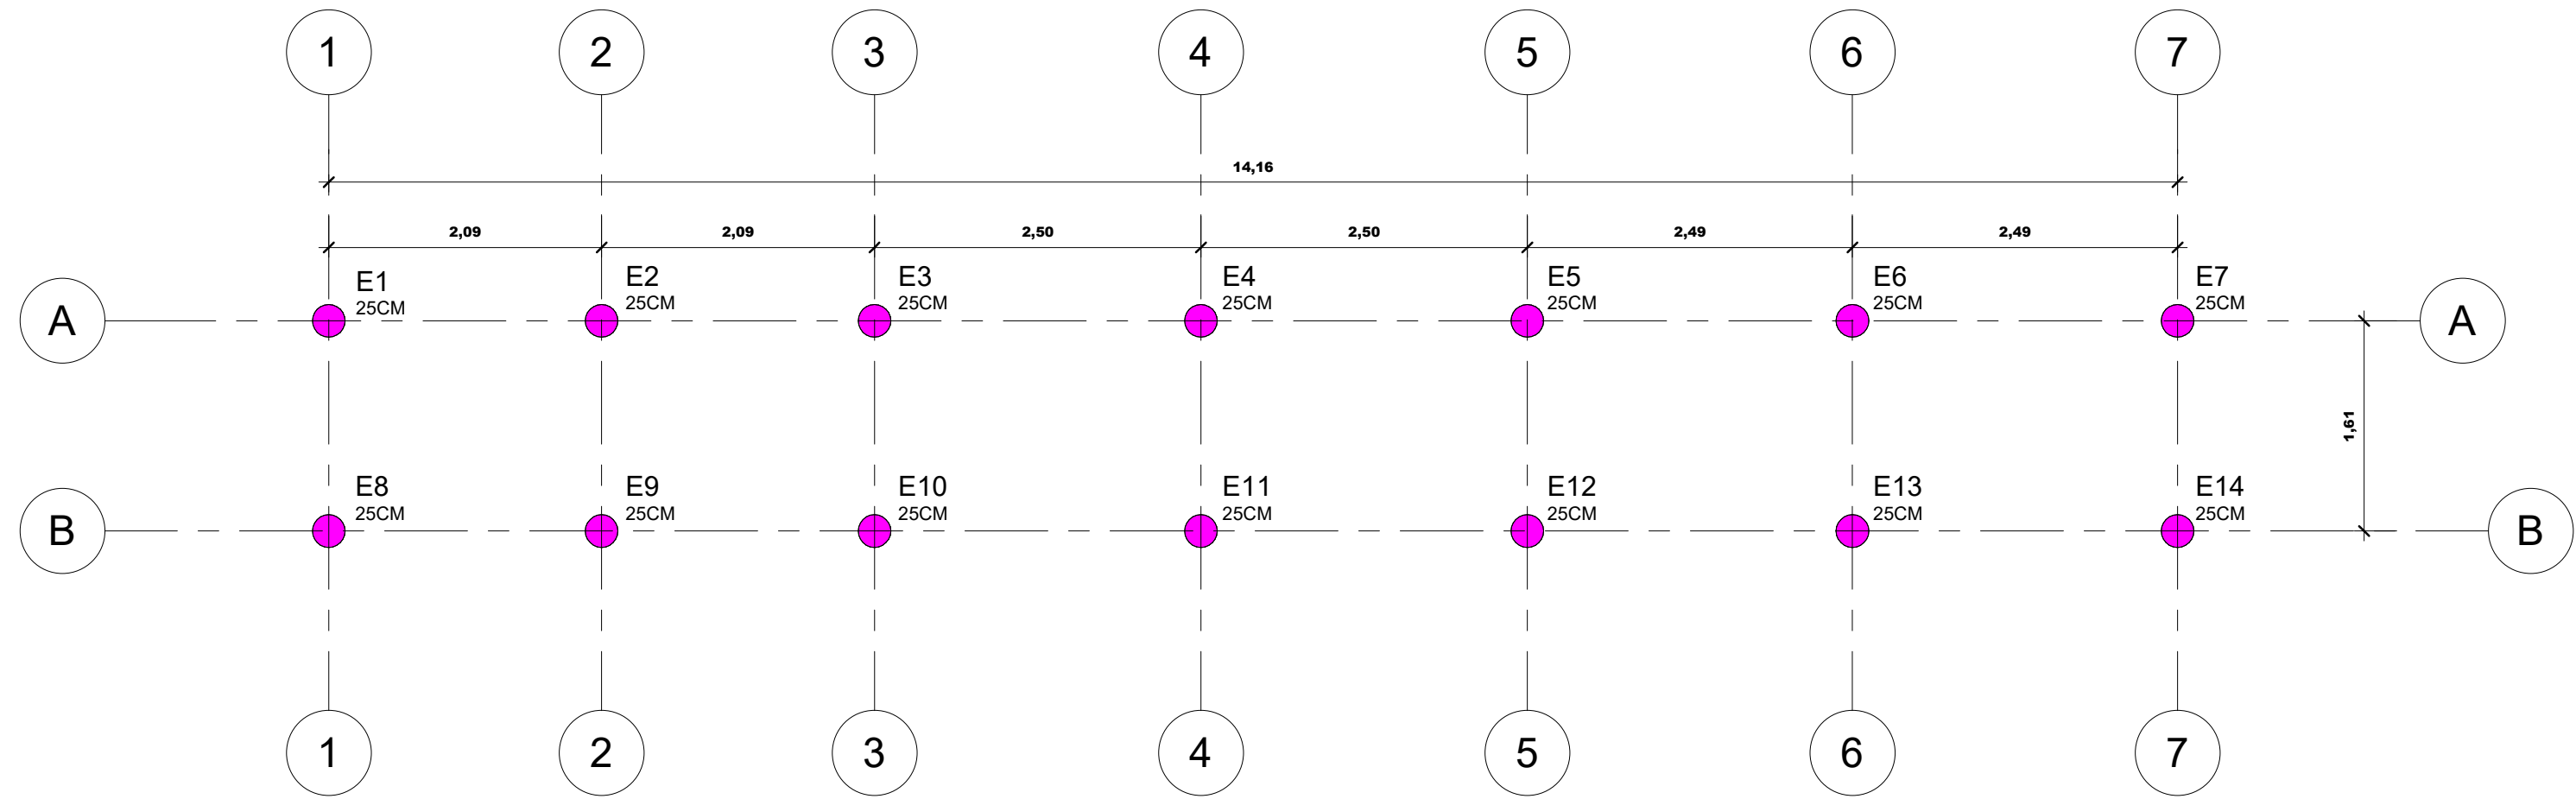 1 2 3 4 5 6 7
14,16
2,09 2,09 2,50 2,50 2,49 2,49
E1 E2 E3 E4 E5 E6 E7
25CM 25CM 25CM 25CM 25CM 25CM 25CM
A A
1,61
E8 E9 E10 E11 E12 E13 E14
25CM 25CM 25CM 25CM 25CM 25CM 25CM
B B
1 2 3 4 5 6 7